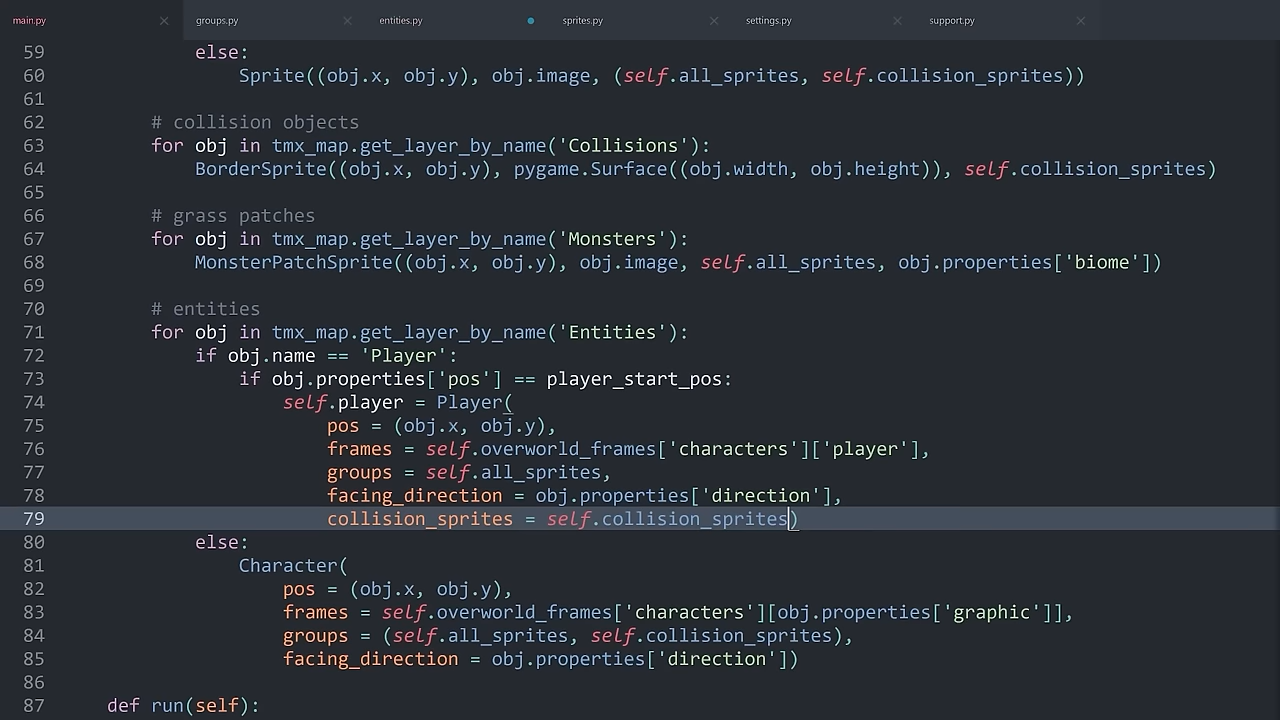 main.py groups.py entities.py sprites.py settings.py support.py
59 else:
60 Sprite((obj.x, obj.y), obj.image, (self.all_sprites, self.collision_sprites))
61
62 # collision objects
63 for obj in tmx_map.get_layer_by_name('Collisions'):
64 BorderSprite((obj.x, obj.y), pygame.Surface((obj.width, obj.height)), self.collision_sprites)
65
66 # grass patches
67 for obj in tmx_map.get_layer_by_name('Monsters'):
68 MonsterPatchSprite((obj.x, obj.y), obj.image, self.all_sprites, obj.properties['biome'])
69
70 # entities
71 for obj in tmx_map.get_layer_by_name('Entities'):
72 if obj.name == 'Player':
73 if obj.properties['pos'] == player_start_pos:
74 self.player = Player(
75 pos = (obj.x, obj.y),
76 frames = self.overworld_frames['characters']['player'],
77 groups = self.all_sprites,
78 facing_direction = obj.properties['direction'],
79 collision_sprites = self.collision_sprites)
80 else:
81 Character(
82 pos = (obj.x, obj.y),
83 frames = self.overworld_frames['characters'][obj.properties['graphic']],
84 groups = (self.all_sprites, self.collision_sprites),
85 facing_direction = obj.properties['direction'])
86
87 def run(self):